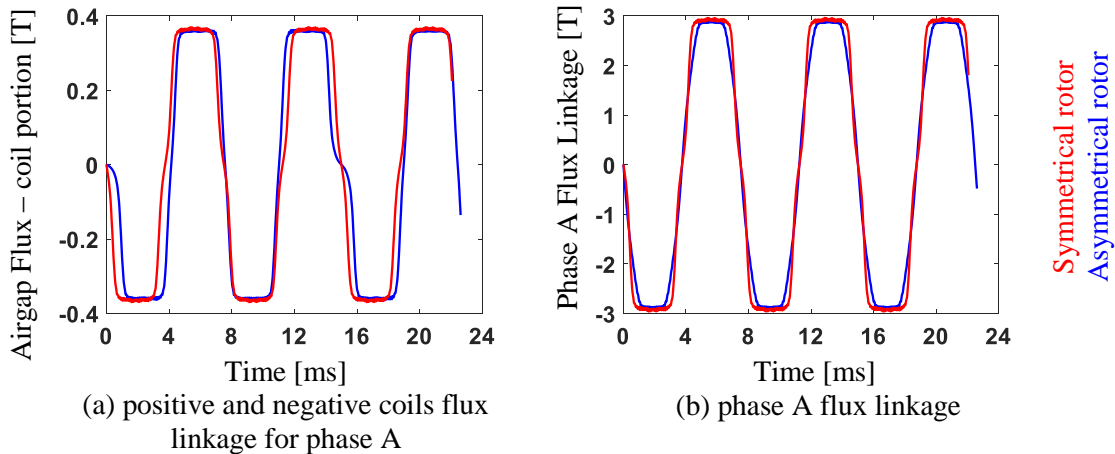 Airgap Flux – coil portion [T]
0.4
0.2
0
-0.2
-0.4
0 4 8 12 16 20 24
Time [ms]
(a) positive and negative coils flux
linkage for phase A
Phase A Flux Linkage [T]
3
2
1
0
-1
-2
-3
0 4 8 12 16 20 24
Time [ms]
(b) phase A flux linkage
Symmetrical rotor
Asymmetrical rotor